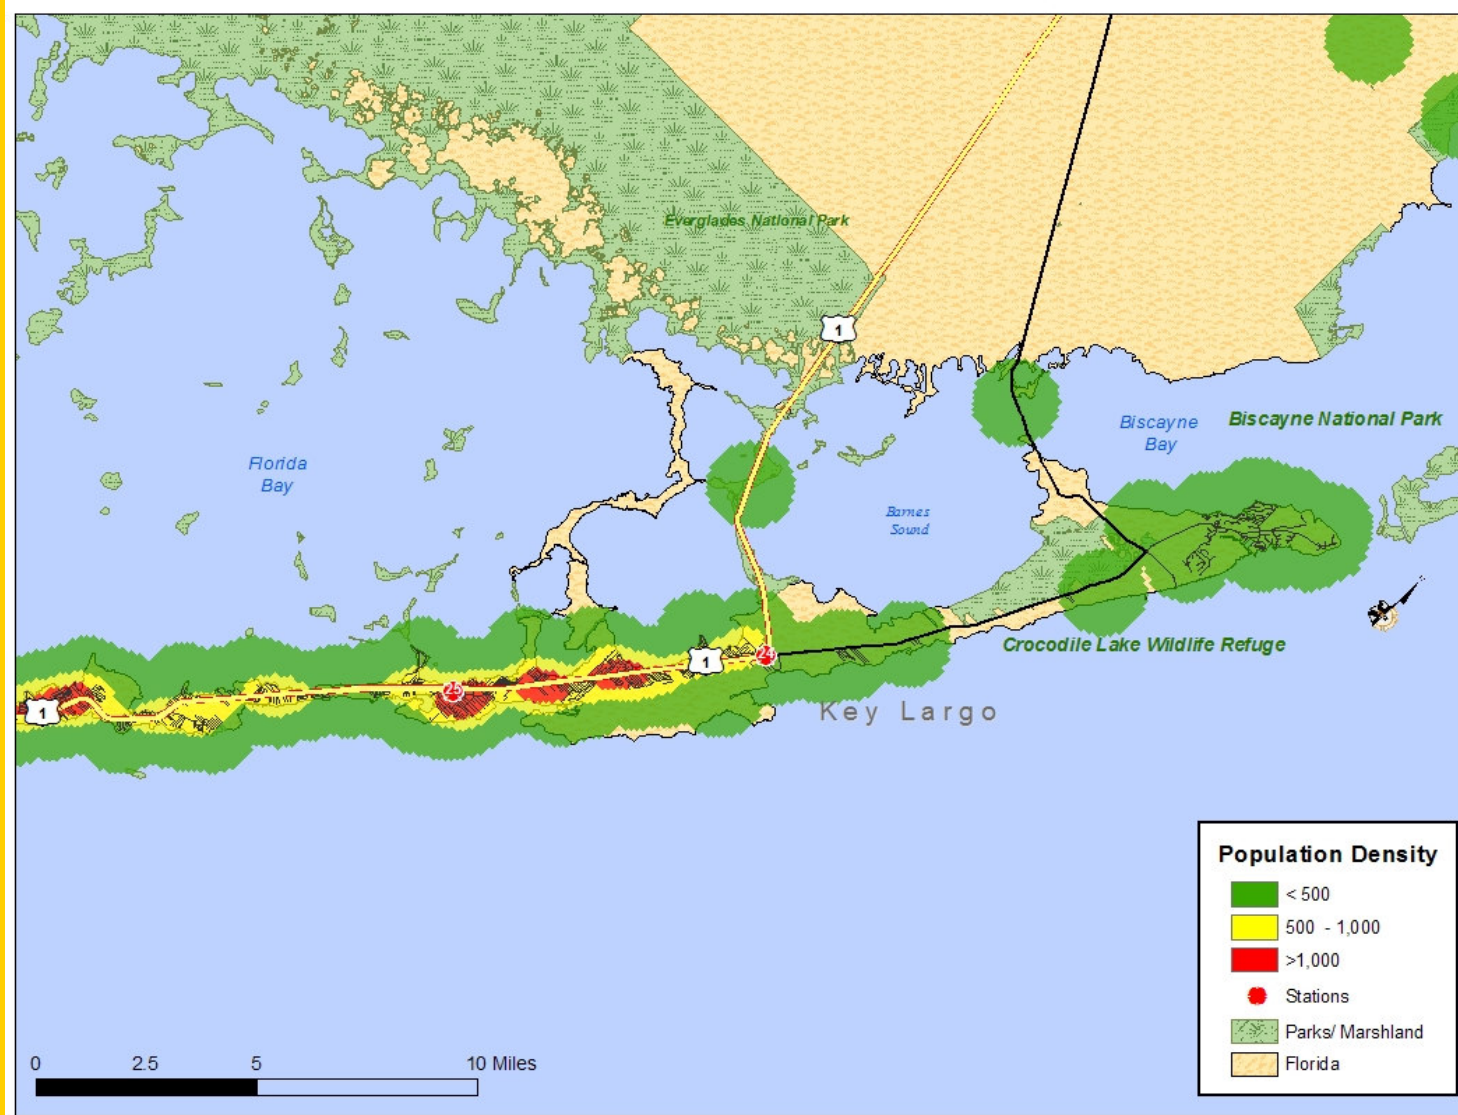 Everglades National Park
1
Biscayne
Bay
Biscayne National Park
Florida
Bay
Barnes
Sound
Crocodile Lake Wildlife Refuge
24
1
25
1
Key Largo
Population Density
< 500
500 - 1,000
>1,000
Stations
Parks/ Marshland
Florida
0 2.5 5 10 Miles